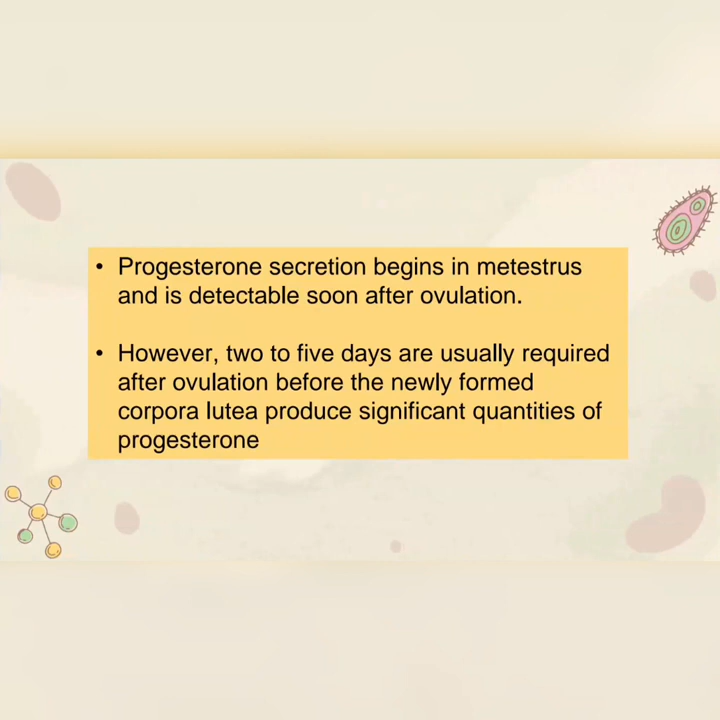 • Progesterone secretion begins in metestrus
and is detectable soon after ovulation.
• However, two to five days are usually required
after ovulation before the newly formed
corpora lutea produce significant quantities of
progesterone